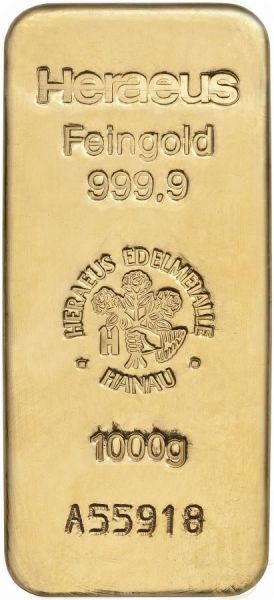 Heraeus
Feingold
999,9
HERAEUS EDELMETALLE
H
HANAU
1000g
A55918